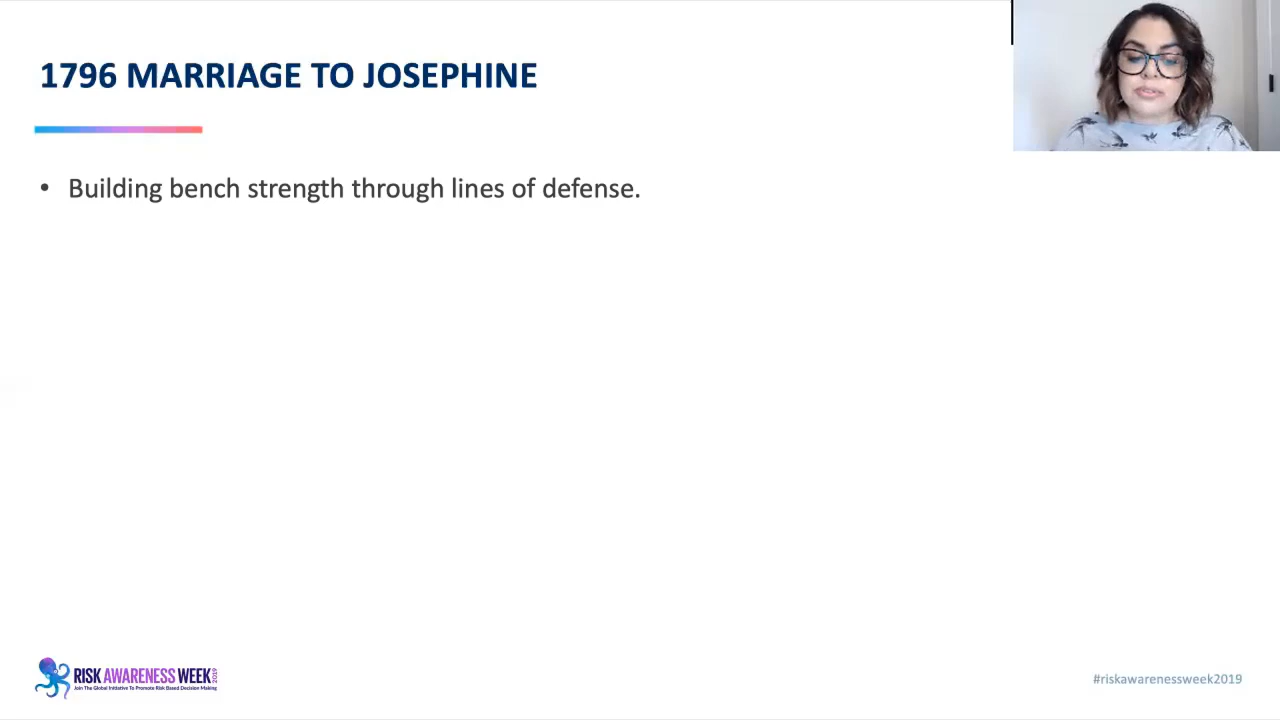 1796 MARRIAGE TO JOSEPHINE
• Building bench strength through lines of defense.
RISK AWARENESS WEEK 2019
Join The Global Initiative To Promote Risk Based Decision Making
#riskawarenessweek2019